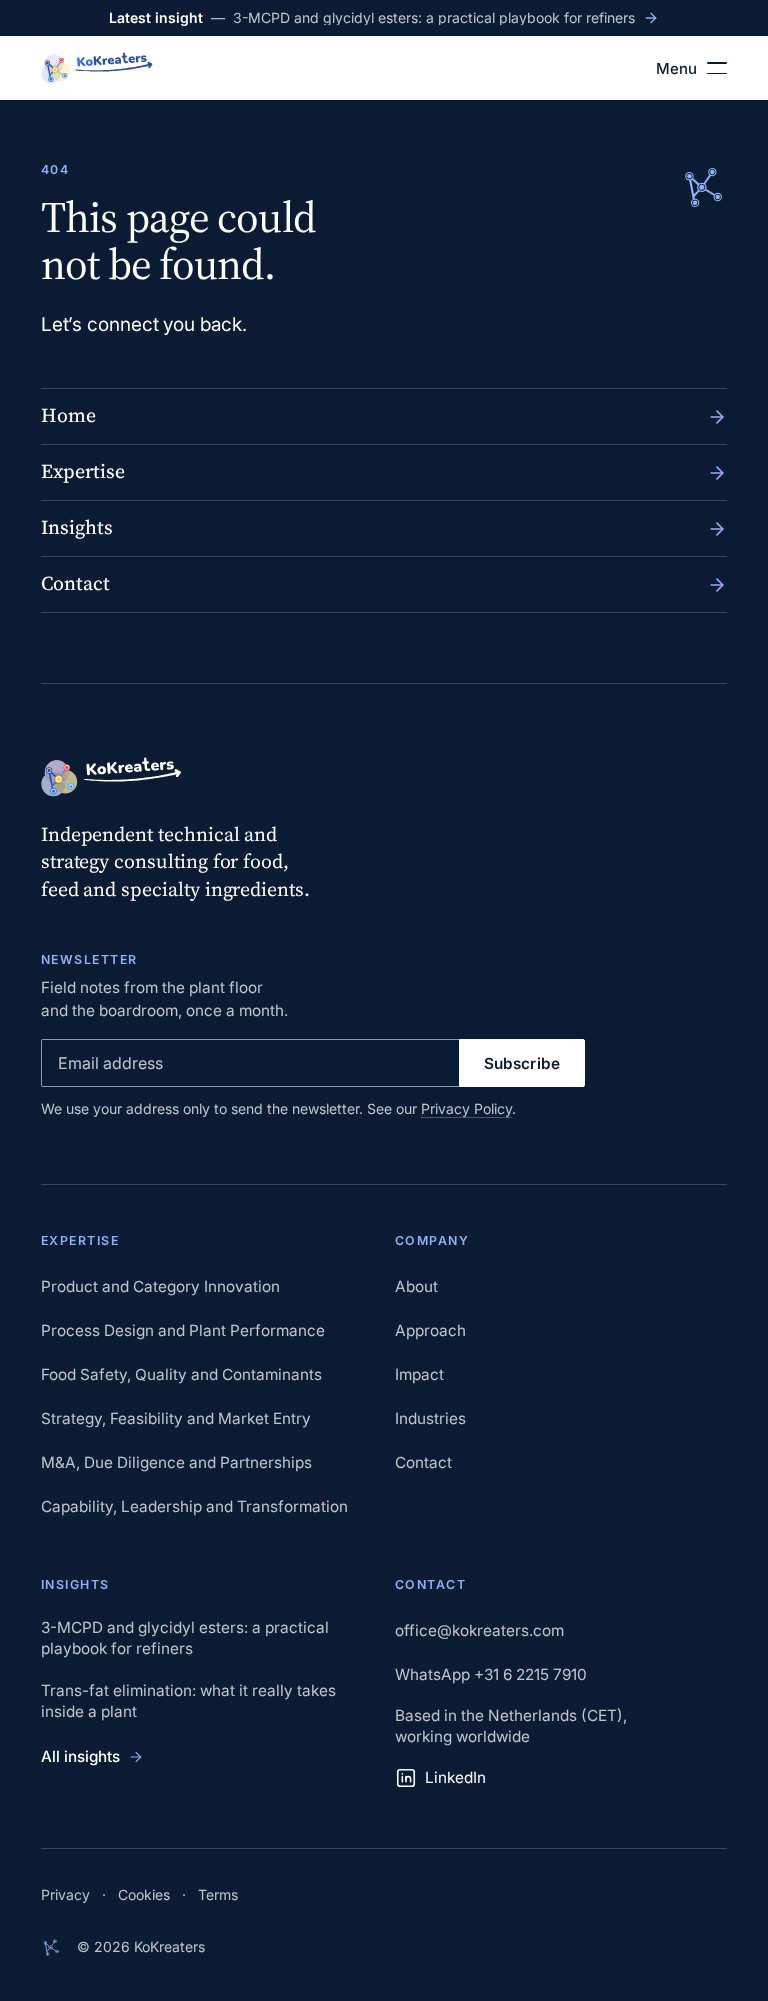 Latest insight — 3-MCPD and glycidyl esters: a practical playbook for refiners →
KoKreaters
Menu
404
This page could
not be found.
Let’s connect you back.
Home →
Expertise →
Insights →
Contact →
KoKreaters
Independent technical and
strategy consulting for food,
feed and specialty ingredients.
NEWSLETTER
Field notes from the plant floor
and the boardroom, once a month.
Email address
Subscribe
We use your address only to send the newsletter. See our Privacy Policy.
EXPERTISE
Product and Category Innovation
Process Design and Plant Performance
Food Safety, Quality and Contaminants
Strategy, Feasibility and Market Entry
M&A, Due Diligence and Partnerships
Capability, Leadership and Transformation
COMPANY
About
Approach
Impact
Industries
Contact
INSIGHTS
3-MCPD and glycidyl esters: a practical
playbook for refiners
Trans-fat elimination: what it really takes
inside a plant
All insights →
CONTACT
office@kokreaters.com
WhatsApp +31 6 2215 7910
Based in the Netherlands (CET),
working worldwide
LinkedIn
Privacy · Cookies · Terms
© 2026 KoKreaters